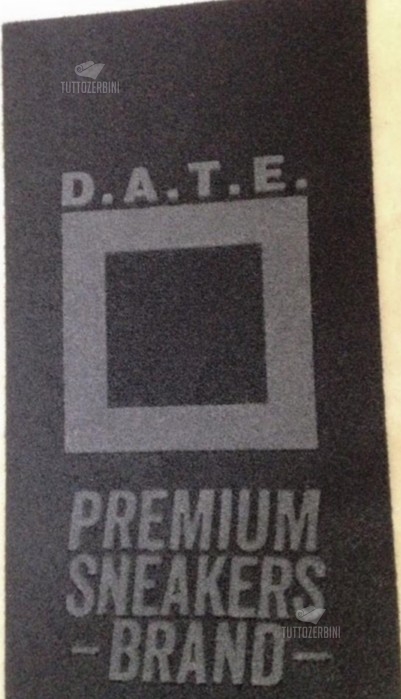 TUTTOZERBINI
D.A.T.E.
PREMIUM
SNEAKERS
-BRAND-
TUTTOZERBINI